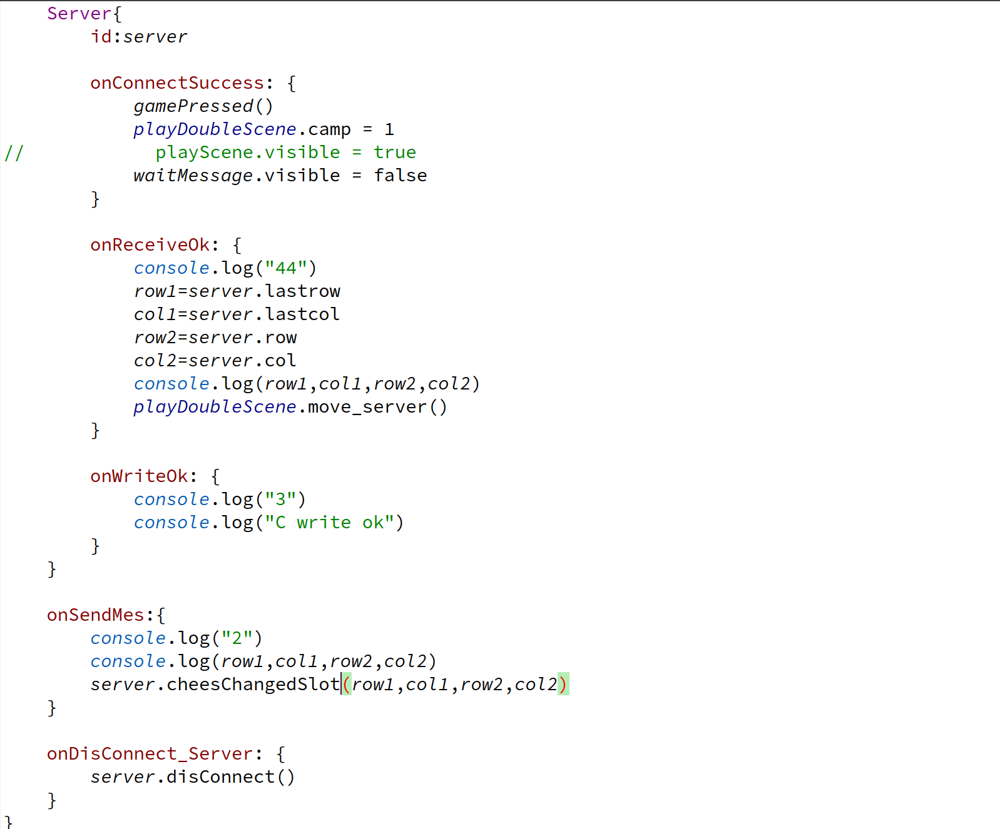 Server{
id:server
onConnectSuccess: {
gamePressed()
playDoubleScene.camp = 1
// playScene.visible = true
waitMessage.visible = false
}
onReceiveOk: {
console.log("44")
row1=server.lastrow
col1=server.lastcol
row2=server.row
col2=server.col
console.log(row1,col1,row2,col2)
playDoubleScene.move_server()
}
onWriteOk: {
console.log("3")
console.log("C write ok")
}
}
onSendMes:{
console.log("2")
console.log(row1,col1,row2,col2)
server.cheesChangedSlot(row1,col1,row2,col2)
}
onDisConnect_Server: {
server.disConnect()
}
}